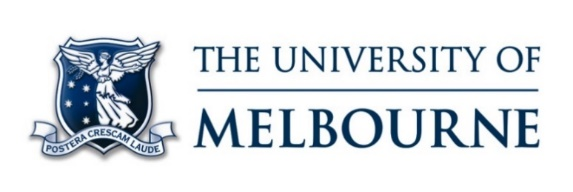 THE UNIVERSITY OF
MELBOURNE
POSTERA CRESCAM LAUDE